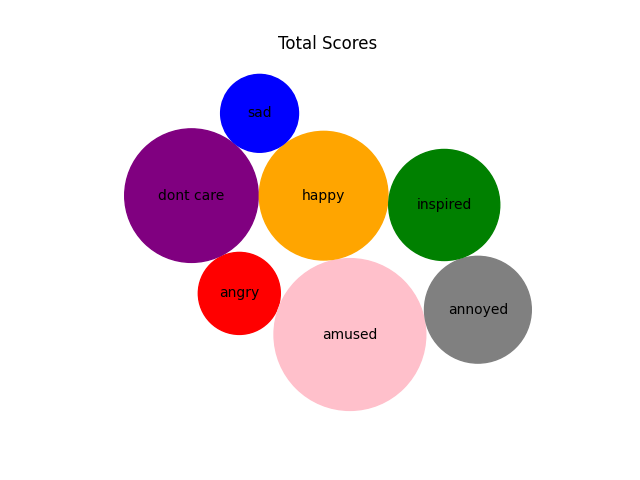 Total Scores
sad
dont care
happy
inspired
angry
amused
annoyed